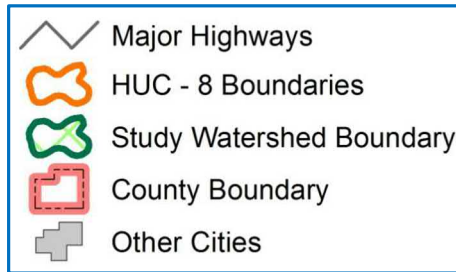 Major Highways
HUC - 8 Boundaries
Study Watershed Boundary
County Boundary
Other Cities